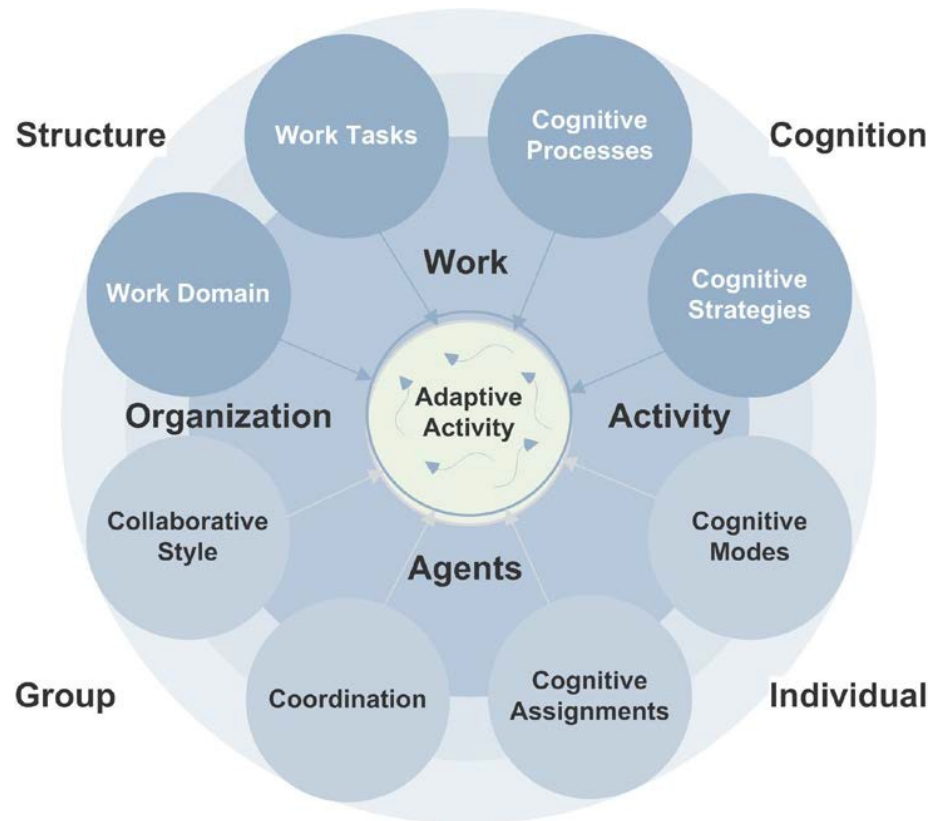 Structure
Work Tasks
Cognitive
Processes
Cognition
Work Domain
Work
Cognitive
Strategies
Organization
Adaptive
Activity
Activity
Collaborative
Style
Agents
Cognitive
Modes
Group
Coordination
Cognitive
Assignments
Individual